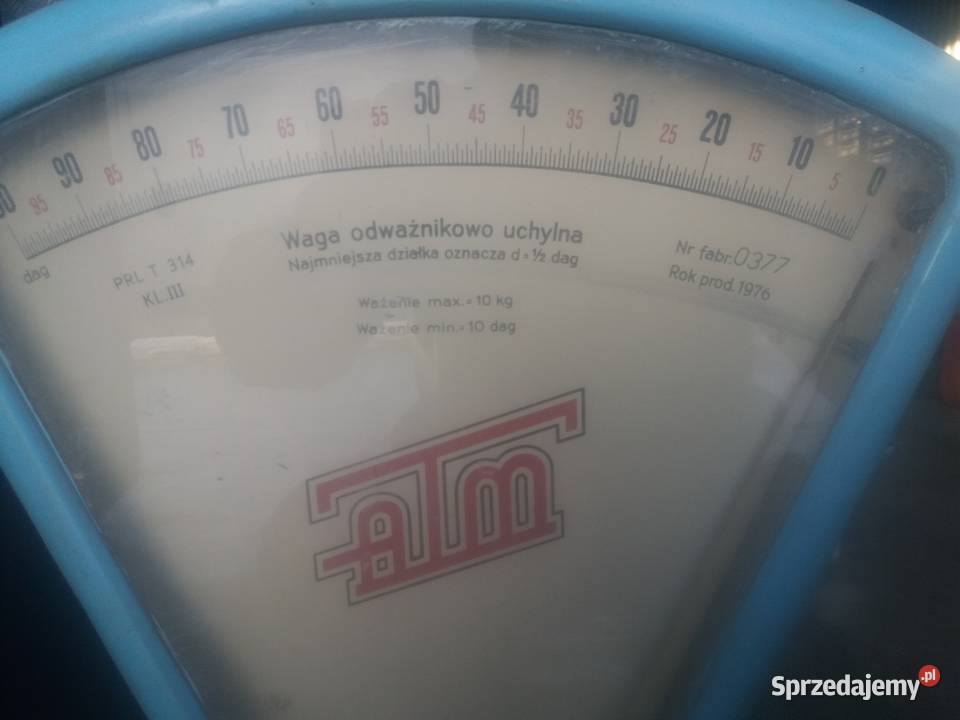 90 80 70 60 50 40 30 20 10 0
95 85 75 65 55 45 35 25 15 5
dag
PRL T 314
KL.III
Waga odważnikowo uchylna
Najmniejsza działka oznacza d=½ dag
Ważenie max.=10 kg
Ważenie min.=10 dag
Nr fabr.0377
Rok prod.1976
ATM
Sprzedajemy.pl